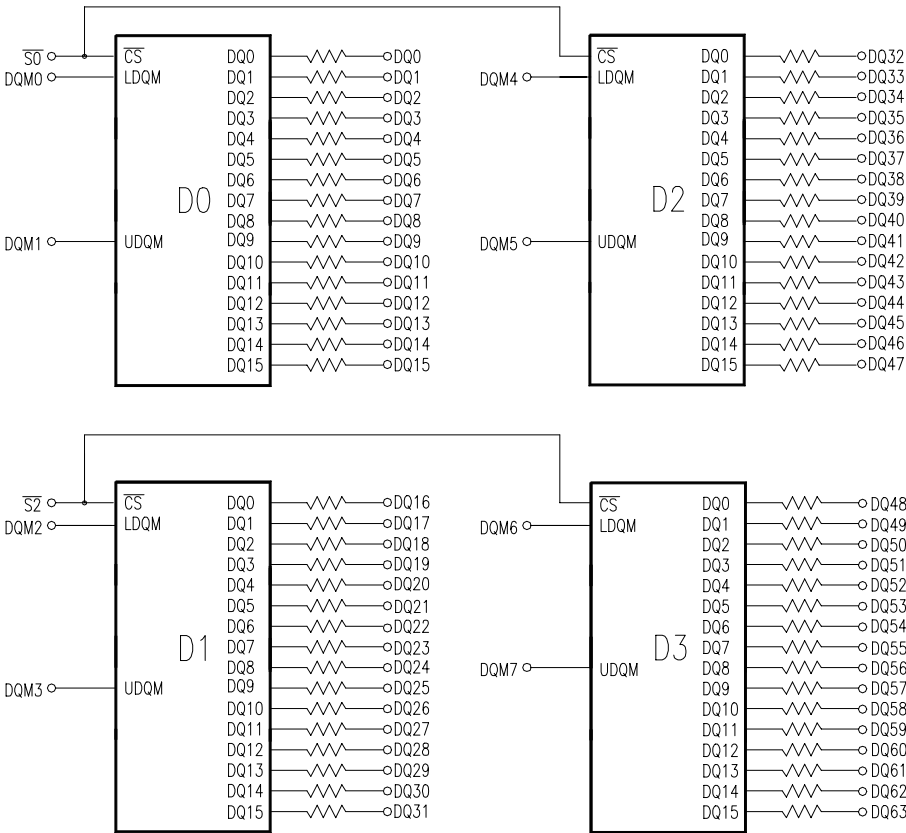 S0 CS DQ0 DQ0 CS DQ0 DQ32
DQM0 LDQM DQ1 DQ1 DQM4 LDQM DQ1 DQ33
DQ2 DQ2 DQ2 DQ34
DQ3 DQ3 DQ3 DQ35
DQ4 DQ4 DQ4 DQ36
DQ5 DQ5 DQ5 DQ37
DQ6 DQ6 DQ6 DQ38
D0 DQ7 DQ7 D2 DQ7 DQ39
DQ8 DQ8 DQ8 DQ40
DQM1 UDQM DQ9 DQ9 DQM5 UDQM DQ9 DQ41
DQ10 DQ10 DQ10 DQ42
DQ11 DQ11 DQ11 DQ43
DQ12 DQ12 DQ12 DQ44
DQ13 DQ13 DQ13 DQ45
DQ14 DQ14 DQ14 DQ46
DQ15 DQ15 DQ15 DQ47
S2 CS DQ0 DQ16 CS DQ0 DQ48
DQM2 LDQM DQ1 DQ17 DQM6 LDQM DQ1 DQ49
DQ2 DQ18 DQ2 DQ50
DQ3 DQ19 DQ3 DQ51
DQ4 DQ20 DQ4 DQ52
DQ5 DQ21 DQ5 DQ53
DQ6 DQ22 DQ6 DQ54
D1 DQ7 DQ23 D3 DQ7 DQ55
DQ8 DQ24 DQM7 UDQM DQ8 DQ56
DQM3 UDQM DQ9 DQ25 DQ9 DQ57
DQ10 DQ26 DQ10 DQ58
DQ11 DQ27 DQ11 DQ59
DQ12 DQ28 DQ12 DQ60
DQ13 DQ29 DQ13 DQ61
DQ14 DQ30 DQ14 DQ62
DQ15 DQ31 DQ15 DQ63